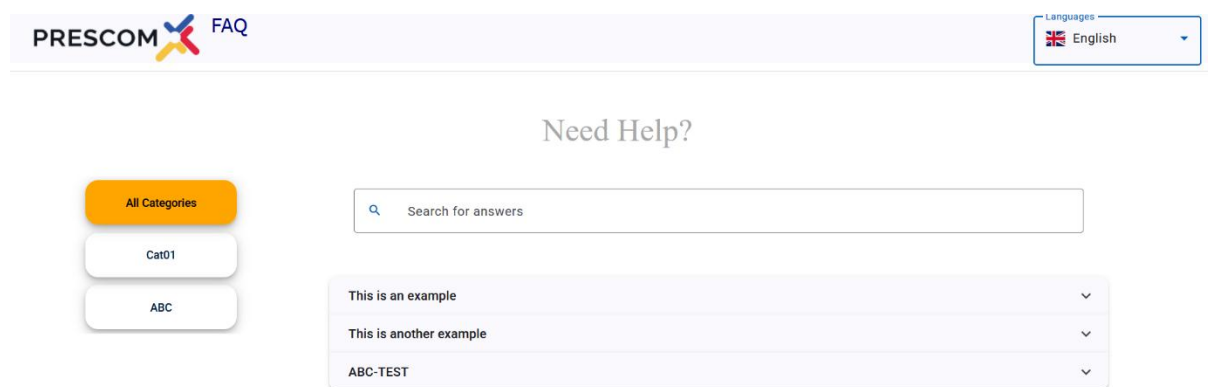 PRESCOM FAQ
Languages
English
Need Help?
All Categories
Cat01
ABC
Search for answers
This is an example
This is another example
ABC-TEST